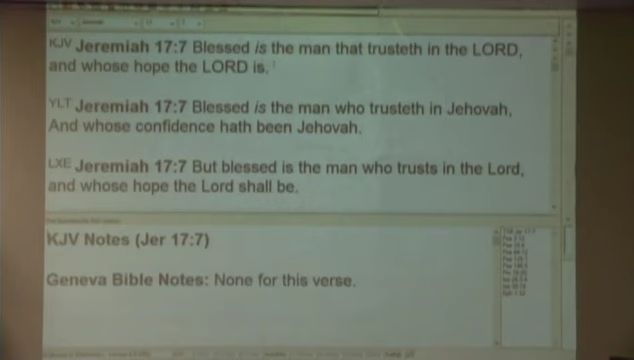 KJV Jeremiah 17:7 Blessed is the man that trusteth in the LORD,
and whose hope the LORD is.
YLT Jeremiah 17:7 Blessed is the man who trusteth in Jehovah,
And whose confidence hath been Jehovah.
LXE Jeremiah 17:7 But blessed is the man who trusts in the Lord,
and whose hope the Lord shall be.
KJV Notes (Jer 17:7)
Geneva Bible Notes: None for this verse.